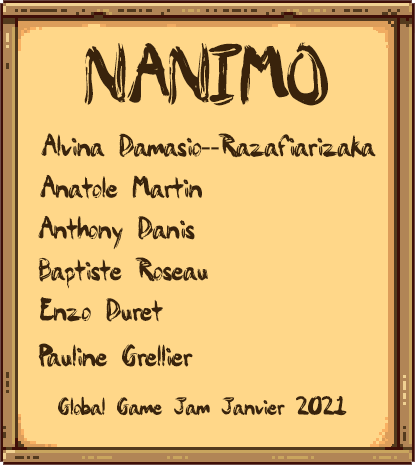 NANIMO
Alvina Damasio--Razafiarizaka
Anatole Martin
Anthony Danis
Baptiste Roseau
Enzo Duret
Pauline Grellier
Global Game Jam Janvier 2021